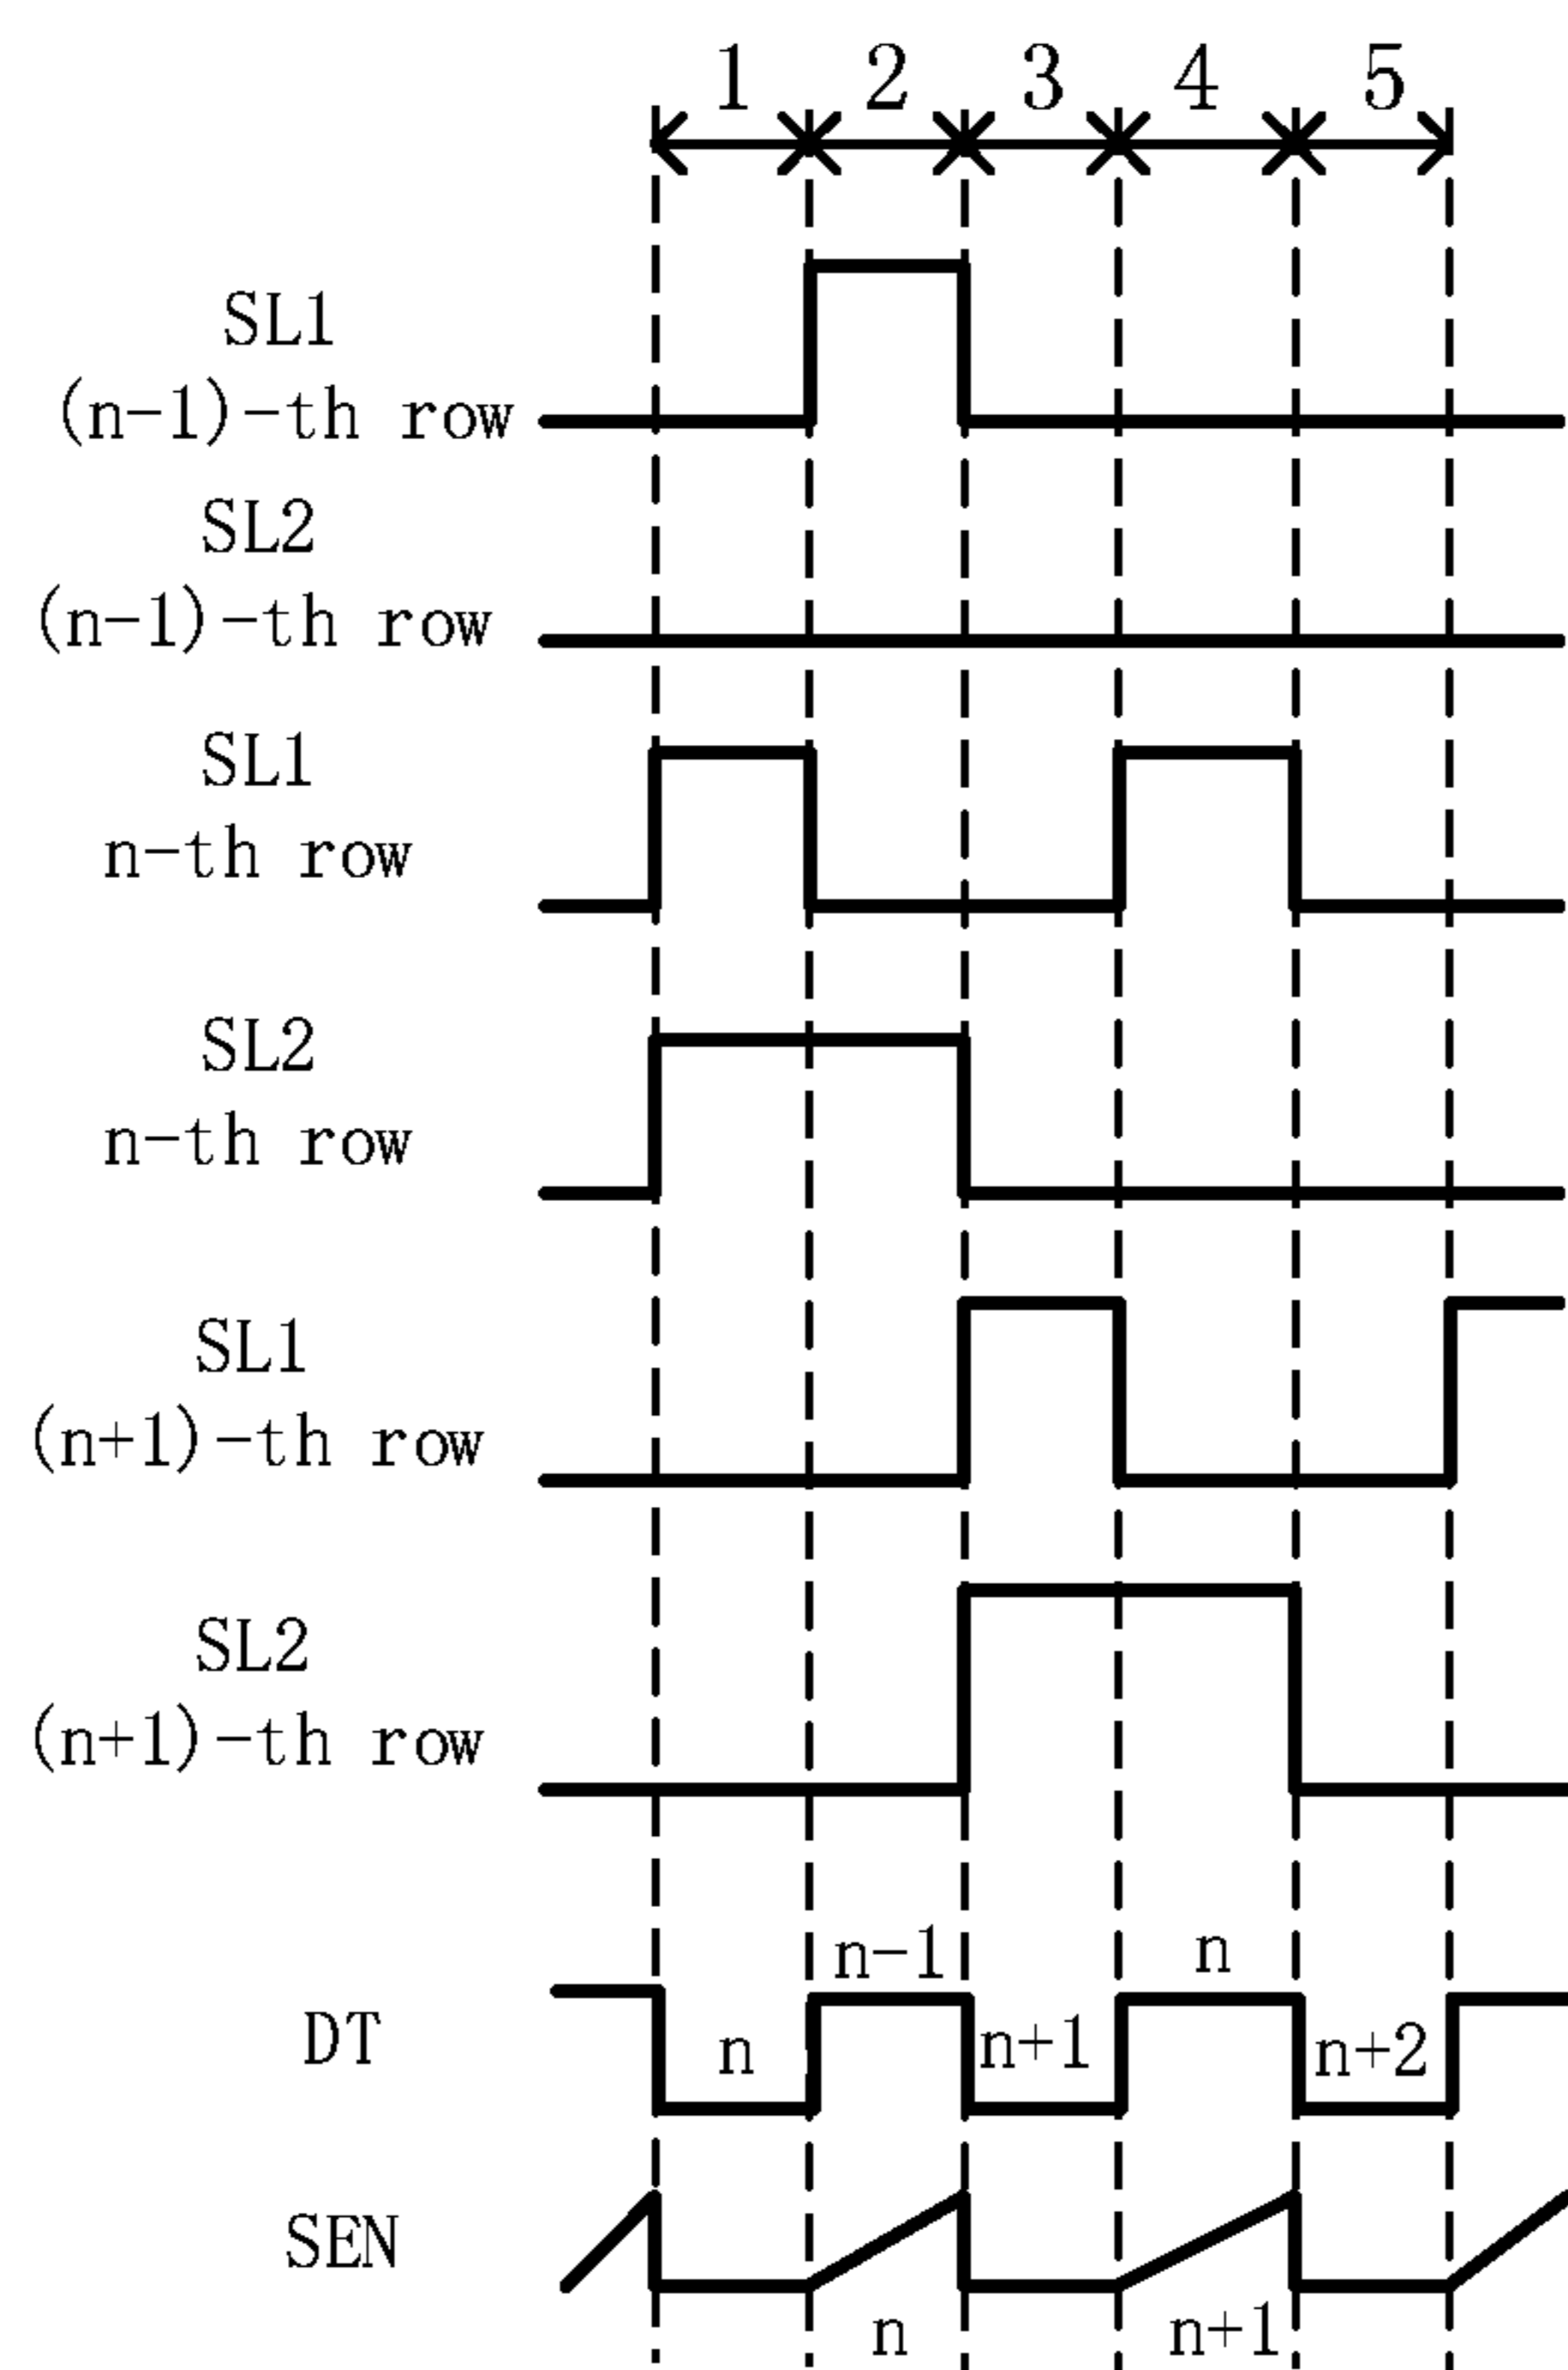 1 2 3 4 5
SL1
(n-1)-th row
SL2
(n-1)-th row
SL1
n-th row
SL2
n-th row
SL1
(n+1)-th row
SL2
(n+1)-th row
n-1 n
DT n n+1 n+2
SEN
n n+1